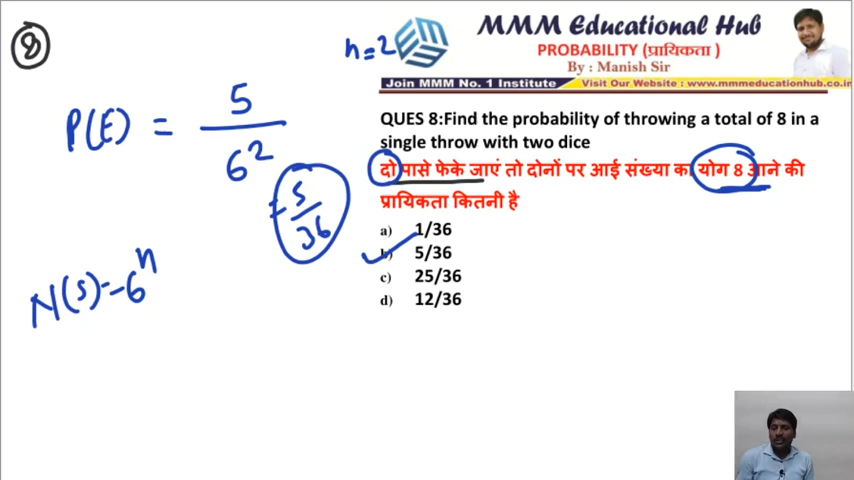 8
n=2
MMM Educational Hub
PROBABILITY (प्रायिकता )
By : Manish Sir
Join MMM No. 1 Institute
Visit Our Website : www.mmmeducationhub.co.in
P(E) = 5
6²
= 5
36
N(S)=6ⁿ
QUES 8:Find the probability of throwing a total of 8 in a
single throw with two dice
दो पासे फेके जाएं तो दोनों पर आई संख्या का योग 8 आने की
प्रायिकता कितनी है
a) 1/36
b) 5/36
c) 25/36
d) 12/36